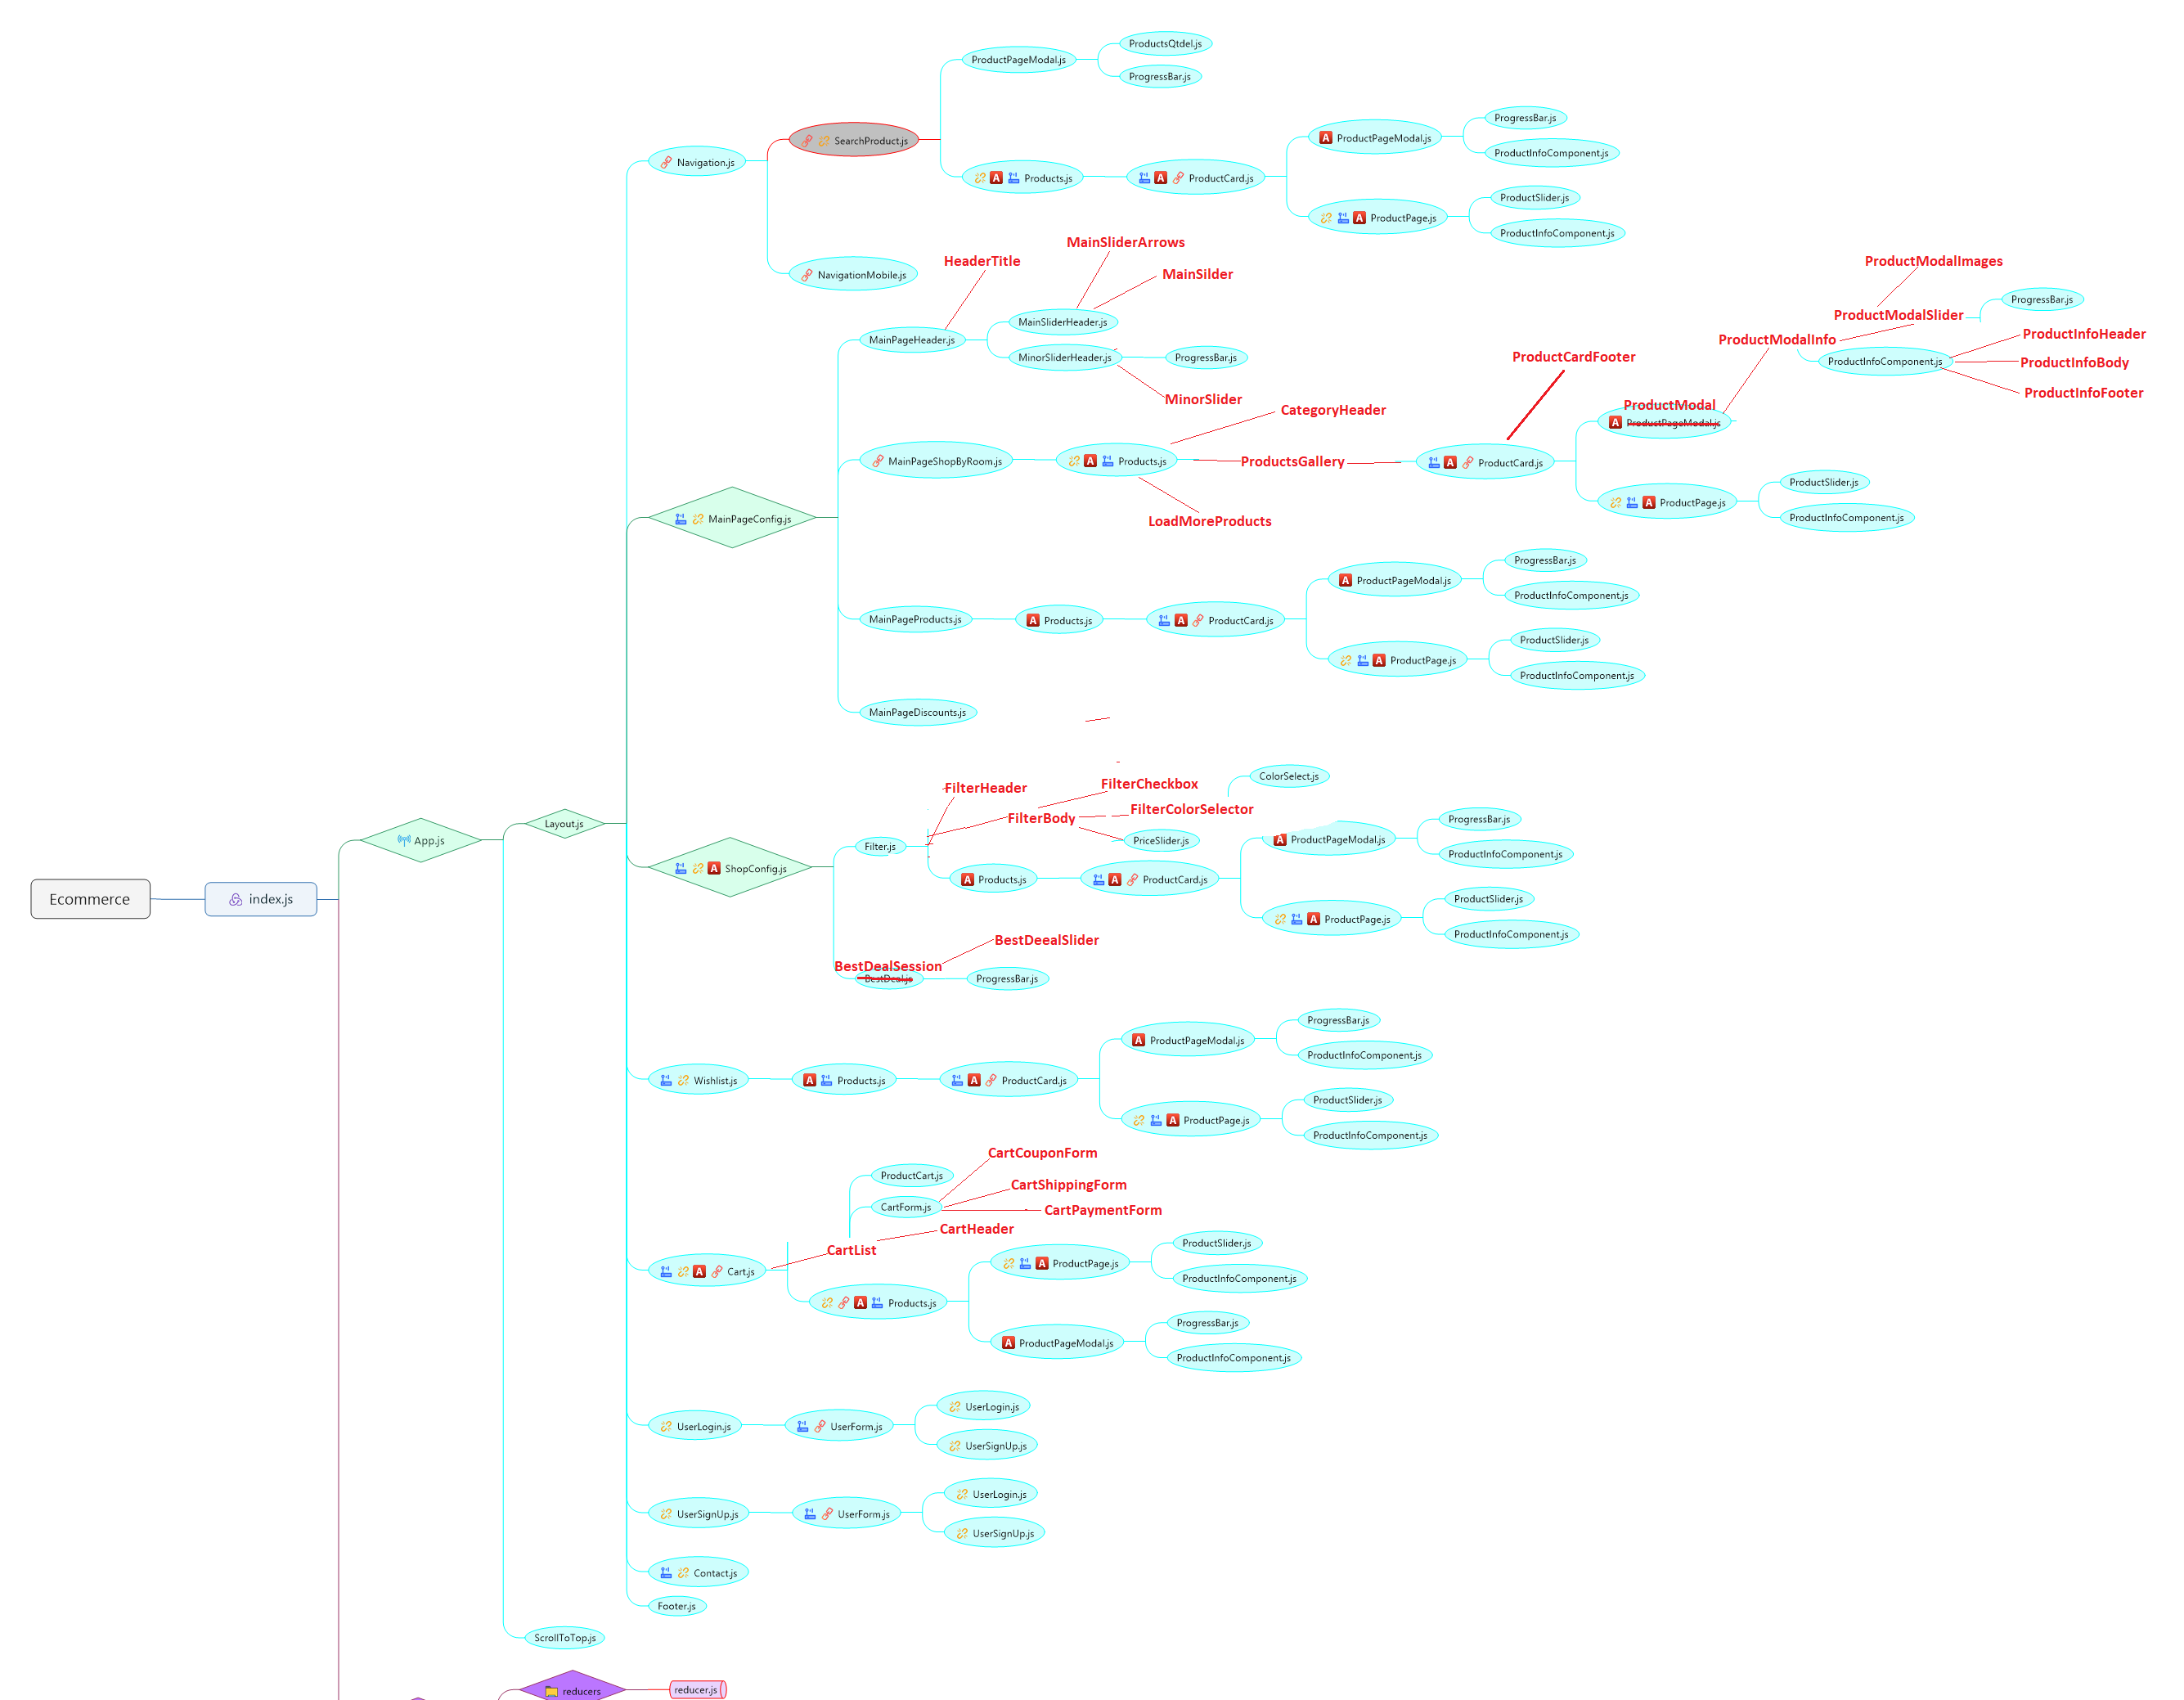 ProductsQtdel.js
ProductPageModal.js
ProgressBar.js
SearchProduct.js
Navigation.js
Products.js
ProductCard.js
ProductPageModal.js
ProgressBar.js
ProductInfoComponent.js
ProductPage.js
ProductSlider.js
ProductInfoComponent.js
NavigationMobile.js
HeaderTitle
MainSliderArrows
MainSilder
MainPageHeader.js
MainSliderHeader.js
MinorSliderHeader.js
ProgressBar.js
MinorSlider
CategoryHeader
MainPageShopByRoom.js
Products.js
ProductsGallery
LoadMoreProducts
ProductCardFooter
ProductCard.js
ProductModal
ProductPageModal.js
ProductModalInfo
ProductModalImages
ProductModalSlider
ProgressBar.js
ProductInfoComponent.js
ProductInfoHeader
ProductInfoBody
ProductInfoFooter
ProductPage.js
ProductSlider.js
ProductInfoComponent.js
MainPageConfig.js
MainPageProducts.js
Products.js
ProductCard.js
ProductPageModal.js
ProgressBar.js
ProductInfoComponent.js
ProductPage.js
ProductSlider.js
ProductInfoComponent.js
MainPageDiscounts.js
Ecommerce
index.js
App.js
Layout.js
ShopConfig.js
Filter.js
FilterHeader
FilterCheckbox
FilterBody
FilterColorSelector
ColorSelect.js
PriceSlider.js
Products.js
ProductCard.js
ProductPageModal.js
ProgressBar.js
ProductInfoComponent.js
ProductPage.js
ProductSlider.js
ProductInfoComponent.js
BestDeealSlider
BestDealSession
BestDeal.js
ProgressBar.js
Wishlist.js
Products.js
ProductCard.js
ProductPageModal.js
ProgressBar.js
ProductInfoComponent.js
ProductPage.js
ProductSlider.js
ProductInfoComponent.js
ProductCart.js
CartForm.js
CartCouponForm
CartShippingForm
CartPaymentForm
CartHeader
CartList
Cart.js
Products.js
ProductPage.js
ProductSlider.js
ProductInfoComponent.js
ProductPageModal.js
ProgressBar.js
ProductInfoComponent.js
UserLogin.js
UserForm.js
UserLogin.js
UserSignUp.js
UserSignUp.js
UserForm.js
UserLogin.js
UserSignUp.js
Contact.js
Footer.js
ScrollToTop.js
reducers
reducer.js